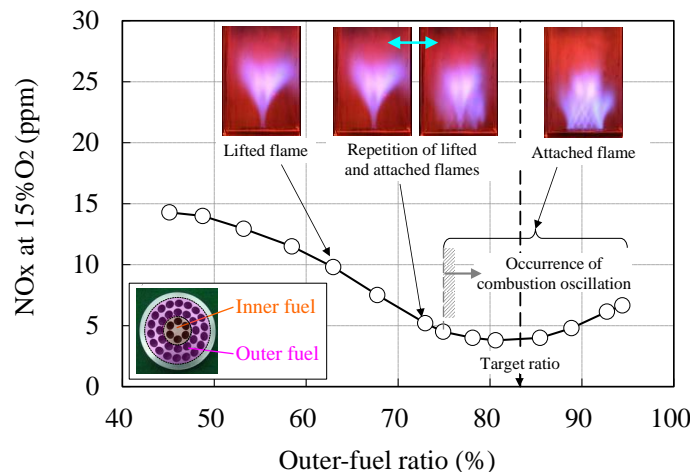 NOx at 15%O₂ (ppm)
30
25
20
15
10
5
0
Lifted flame
Repetition of lifted
and attached flames
Attached flame
Occurrence of
combustion oscillation
Inner fuel
Outer fuel
Target ratio
40
50
60
70
80
90
100
Outer-fuel ratio (%)